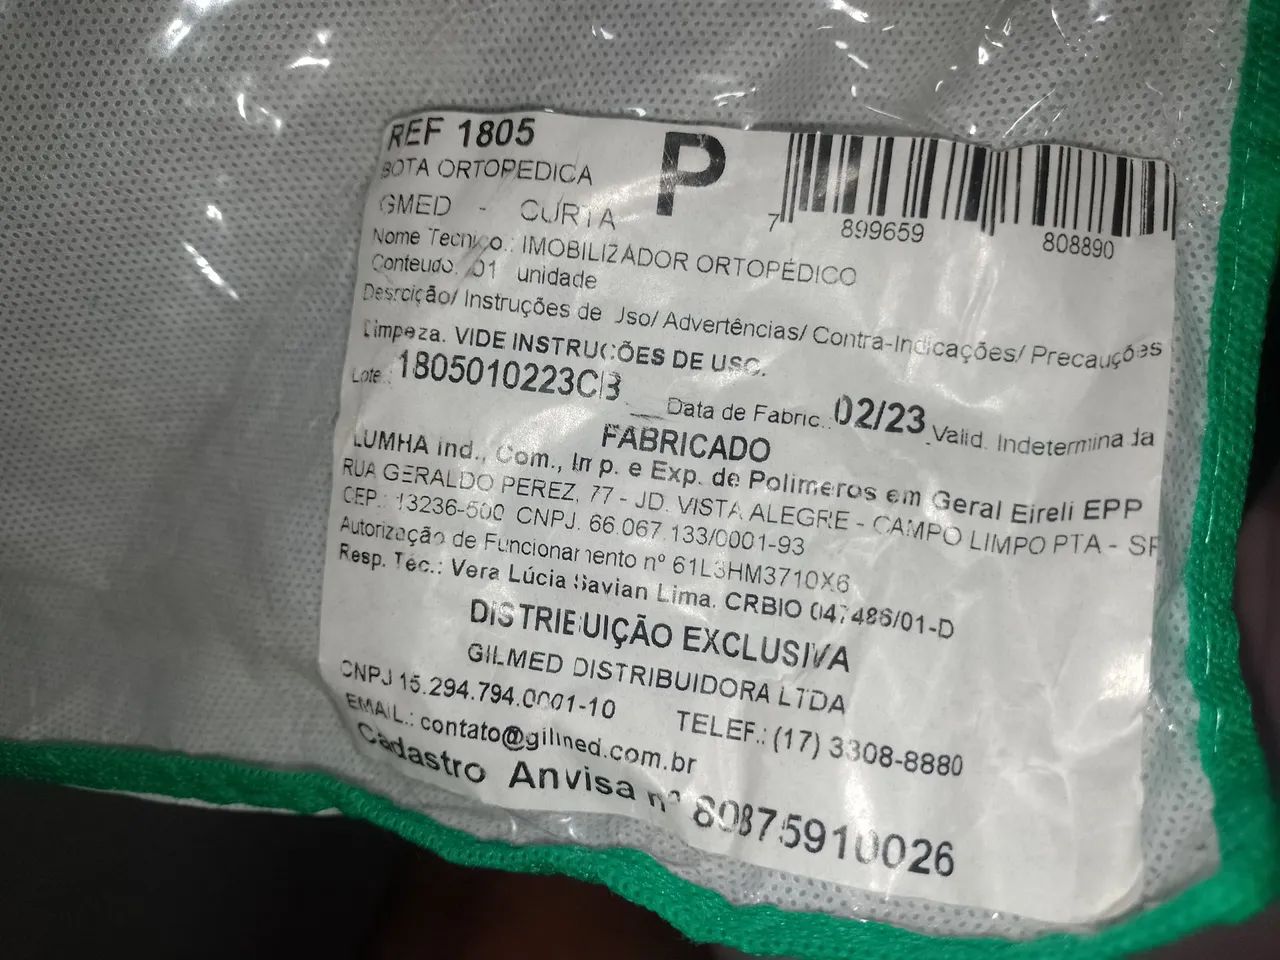 REF 1805
P
BOTA ORTOPEDICA
GMED - CURTA
7 899659 808890
Nome Tecnico.: IMOBILIZADOR ORTOPÉDICO
Conteudo. 01 unidade
Desrcição/ Instruções de Uso/ Advertências/ Contra-Indicações/ Precauções
Limpeza. VIDE INSTRUÇÕES DE USO.
Lote.: 1805010223CB Data de Fabric.: 02/23 Valid. Indeterminada
FABRICADO
LUMHA Ind., Com., Imp. e Exp. de Polimeros em Geral Eireli EPP
RUA GERALDO PEREZ, 77 - JD. VISTA ALEGRE - CAMPO LIMPO PTA - SP
CEP.: 13236-500 CNPJ. 66.067.133/0001-93
Autorização de Funcionamento nº 61L3HM3710X6
Resp. Tec.: Vera Lúcia Savian Lima. CRBIO 047486/01-D
DISTRIBUIÇÃO EXCLUSIVA
GILMED DISTRIBUIDORA LTDA
CNPJ 15.294.794.0001-10 TELEF.: (17) 3308-8880
EMAIL.: contato@gilmed.com.br
Cadastro Anvisa nº 80875910026